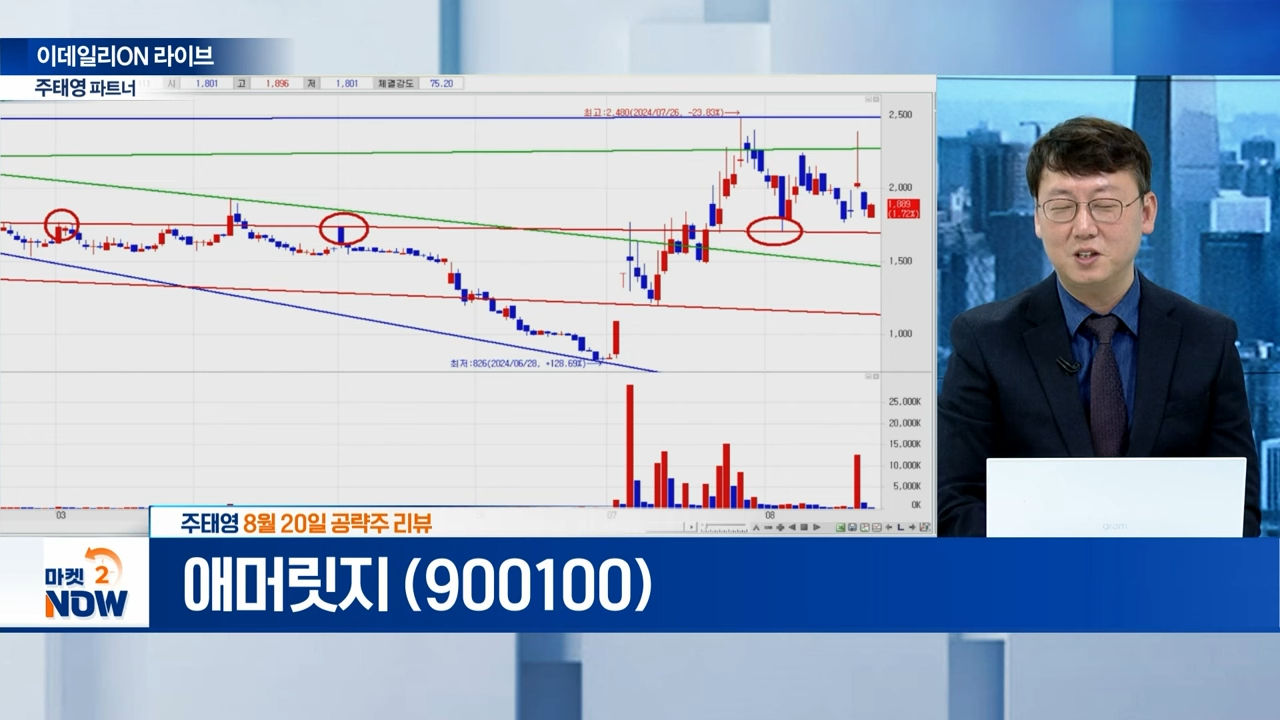 이데일리ON 라이브
주태영 파트너
시 1,801 고 1,896 저 1,801 체결강도 75.20
최고:2,480(2024/07/26, -23.83%)
2,500
2,000
1,889
(1.72%)
1,500
1,000
최저:826(2024/06/28, +128.69%)
25,000K
20,000K
15,000K
10,000K
5,000K
0K
03
07
08
gram
주태영 8월 20일 공략주 리뷰
마켓 2
NOW
애머릿지 (900100)